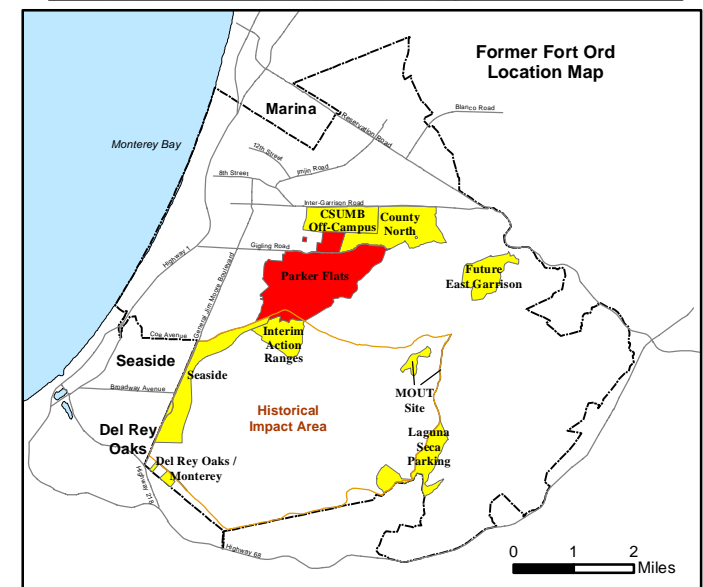 Former Fort Ord
Location Map
Marina
Blanco Road
Reservation Road
Monterey Bay
12th Street
Imjin Road
8th Street
Inter-Garrison Road
CSUMB
Off-Campus
County
North
Gigling Road
Highway 1
General Jim Moore Boulevard
Parker Flats
Future
East Garrison
Coe Avenue
Interim
Action
Ranges
Seaside
Seaside
Broadway Avenue
MOUT
Site
Historical
Impact Area
Del Rey
Oaks
Laguna
Seca
Parking
Del Rey Oaks /
Monterey
Highway 218
Highway 68
0 1 2
Miles